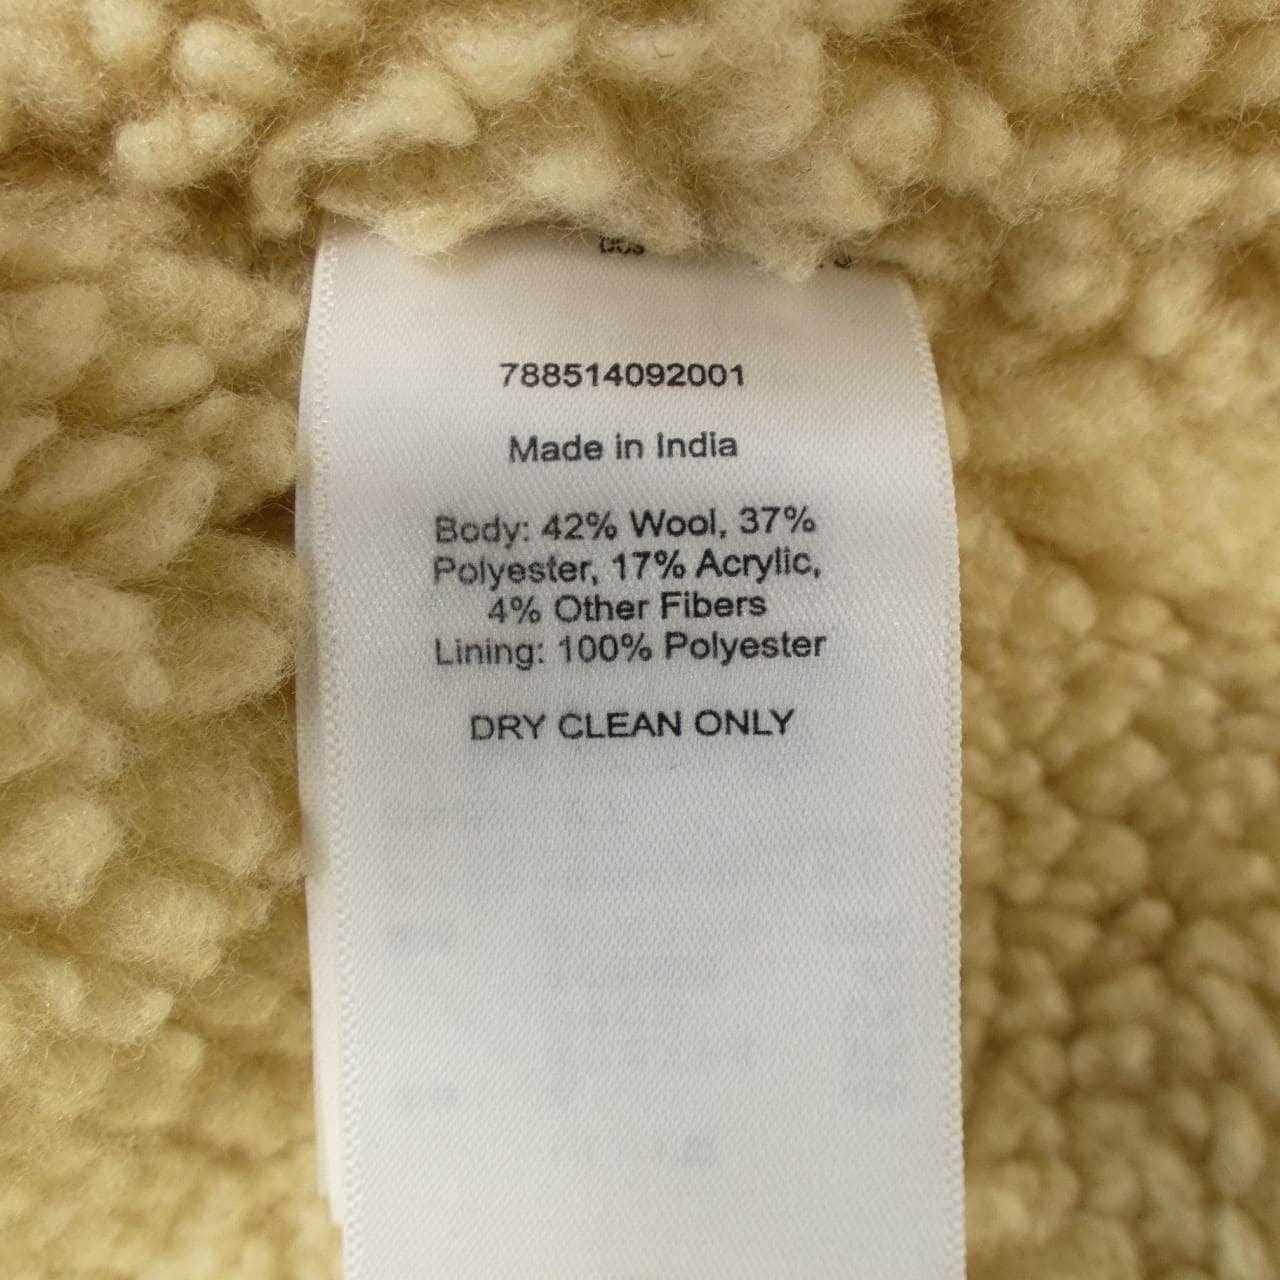 788514092001
Made in India
Body: 42% Wool, 37%
Polyester, 17% Acrylic,
4% Other Fibers
Lining: 100% Polyester
DRY CLEAN ONLY